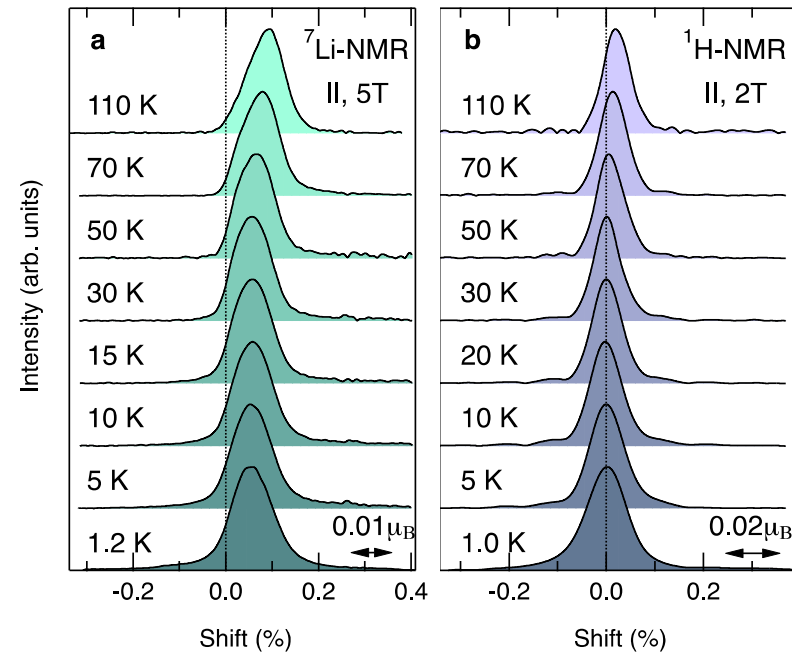 Intensity (arb. units)
a
⁷Li-NMR
II, 5T
110 K
70 K
50 K
30 K
15 K
10 K
5 K
1.2 K
0.01μB
-0.2 0.0 0.2 0.4
Shift (%)
b
¹H-NMR
II, 2T
110 K
70 K
50 K
30 K
20 K
10 K
5 K
1.0 K
0.02μB
-0.2 0.0 0.2
Shift (%)